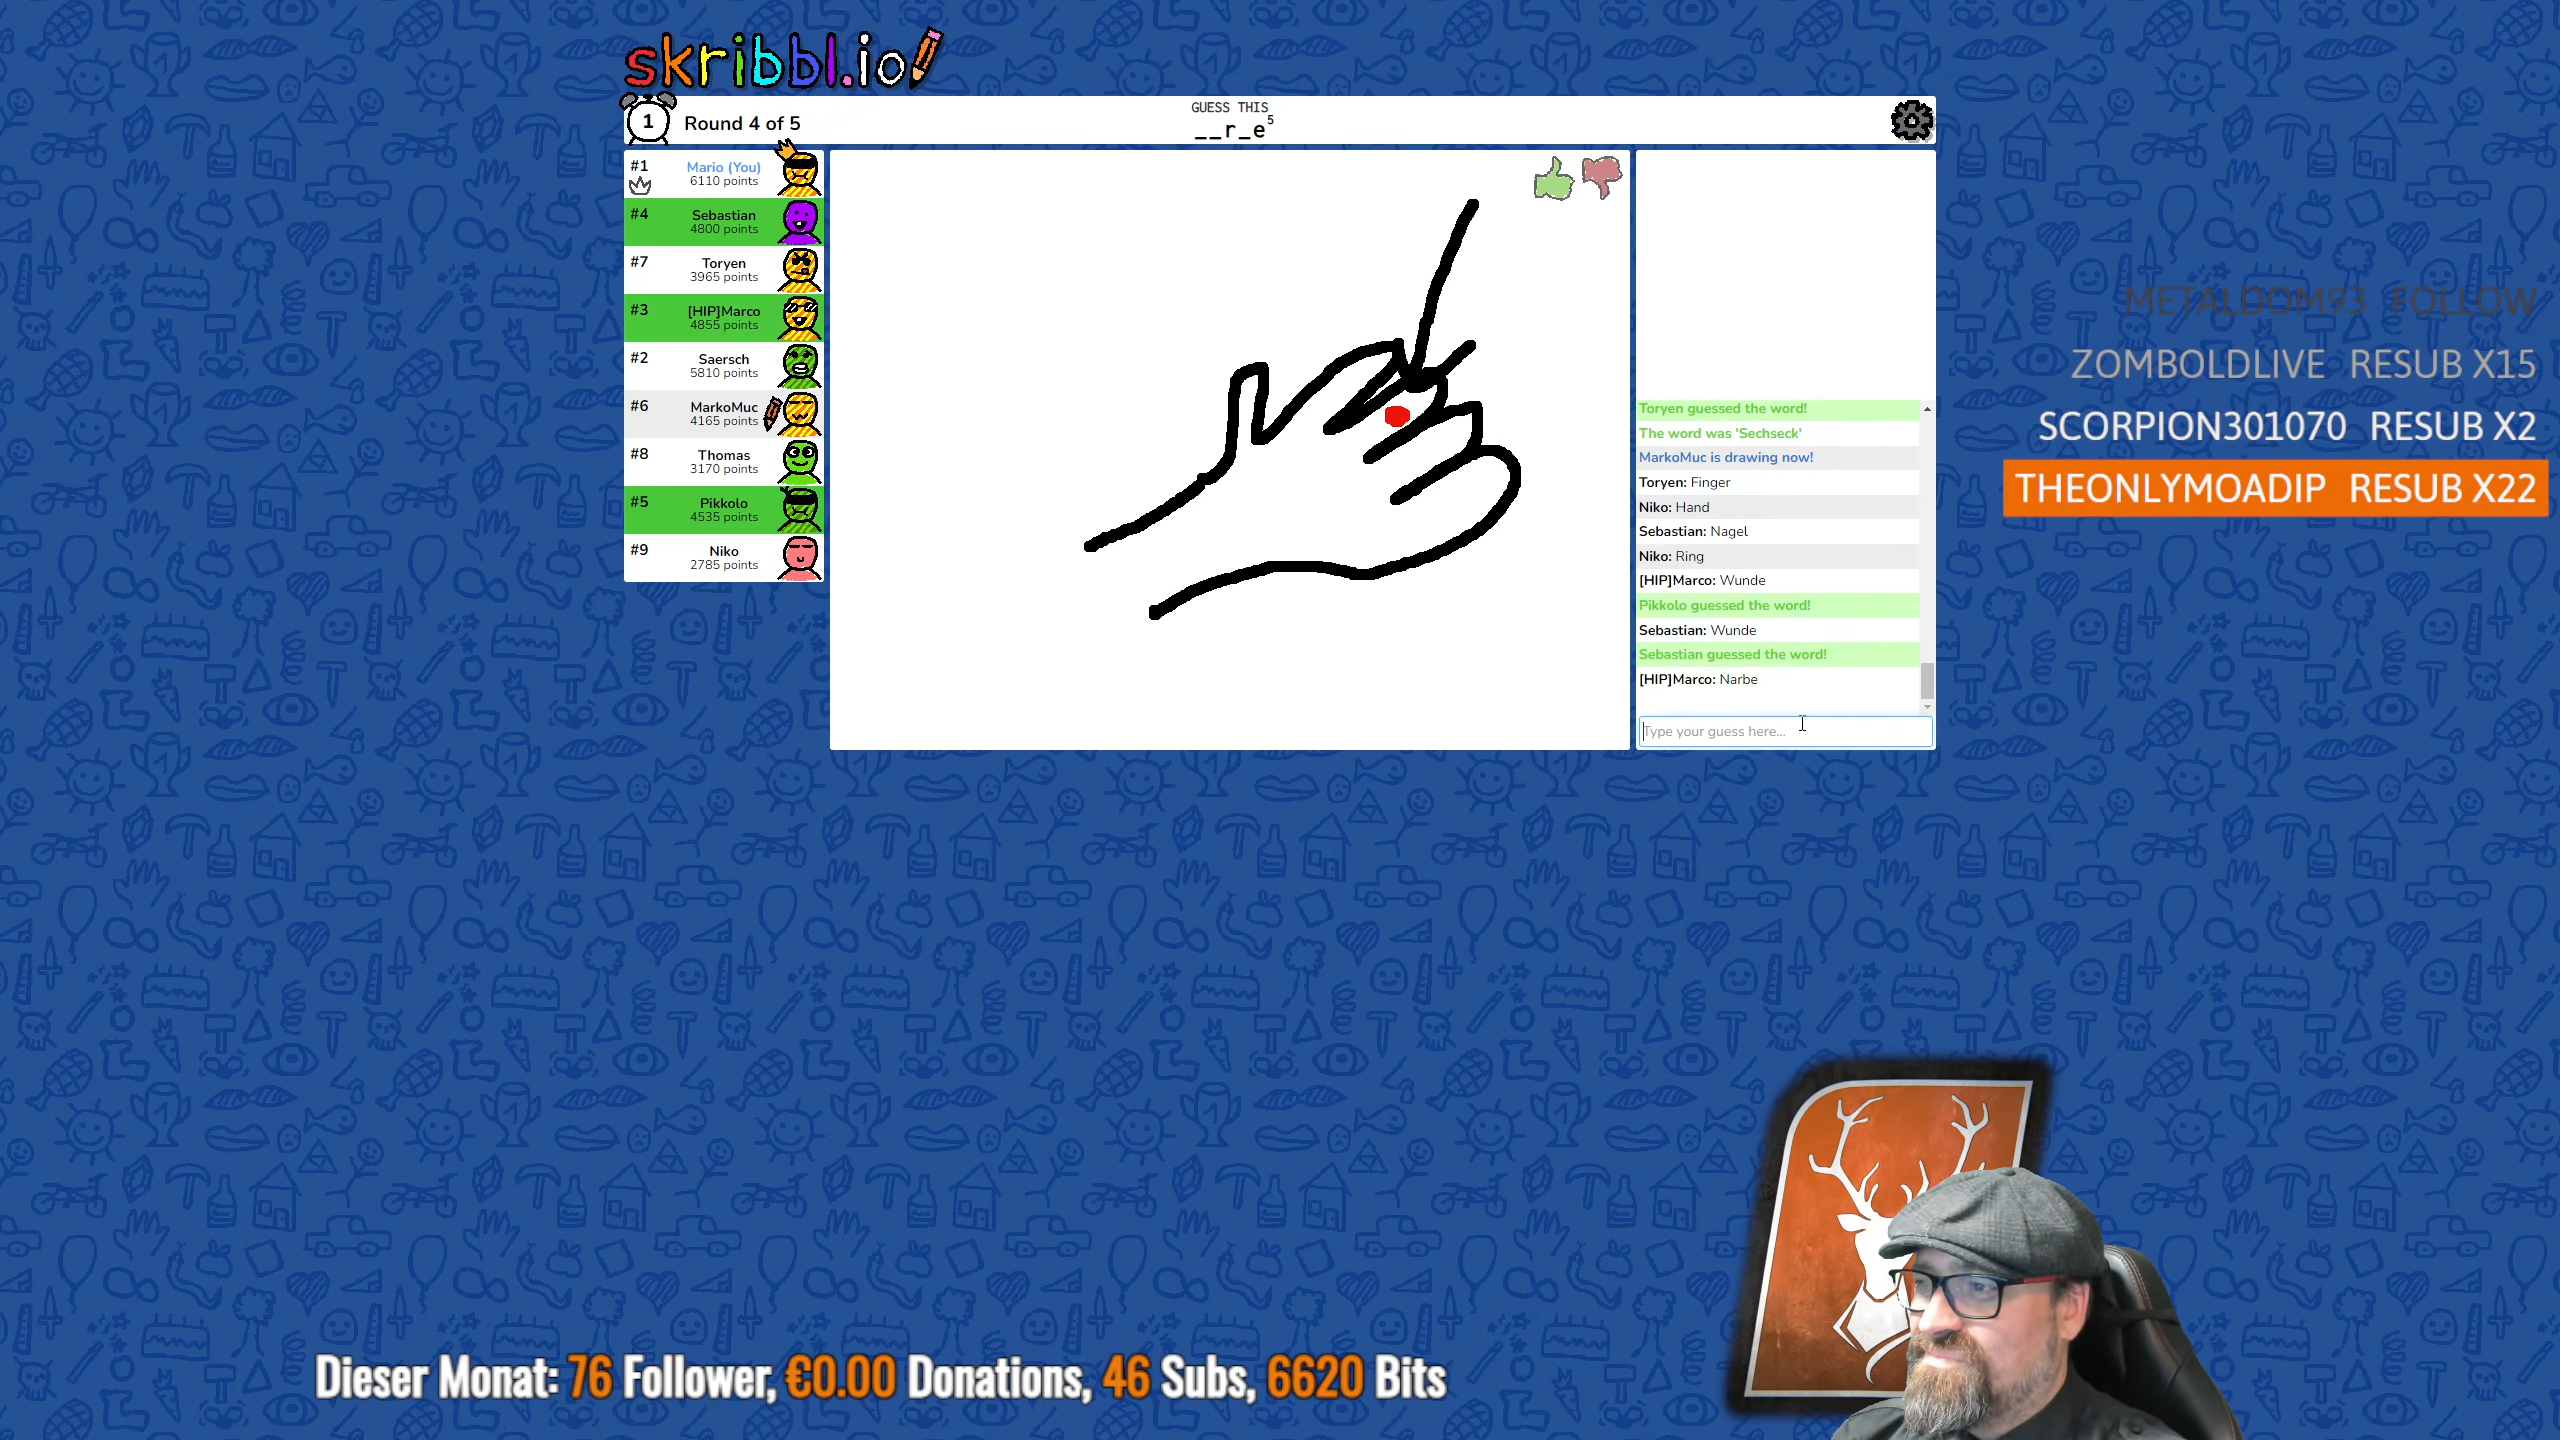 skribbl.io
1
Round 4 of 5
GUESS THIS
__r_e 5
#1
Mario (You)
6110 points
#4
Sebastian
4800 points
#7
Toryen
3965 points
#3
[HIP]Marco
4855 points
#2
Saersch
5810 points
#6
MarkoMuc
4165 points
#8
Thomas
3170 points
#5
Pikkolo
4535 points
#9
Niko
2785 points
Toryen guessed the word!
The word was 'Sechseck'
MarkoMuc is drawing now!
Toryen: Finger
Niko: Hand
Sebastian: Nagel
Niko: Ring
[HIP]Marco: Wunde
Pikkolo guessed the word!
Sebastian: Wunde
Sebastian guessed the word!
[HIP]Marco: Narbe
Type your guess here...
METALDOM93 FOLLOW
ZOMBOLDLIVE RESUB X15
SCORPION301070 RESUB X2
THEONLYMOADIP RESUB X22
Dieser Monat: 76 Follower, €0.00 Donations, 46 Subs, 6620 Bits